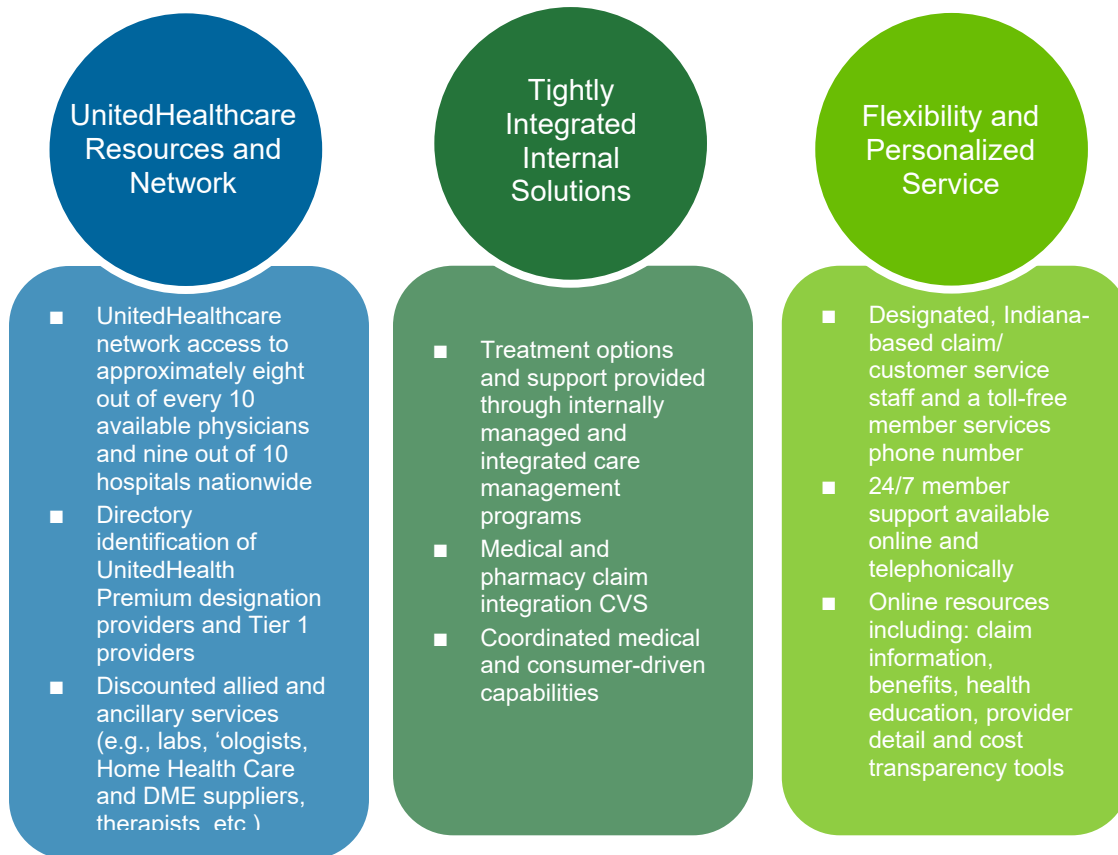 UnitedHealthcare
Resources and
Network
■ UnitedHealthcare
network access to
approximately eight
out of every 10
available physicians
and nine out of 10
hospitals nationwide
■ Directory
identification of
UnitedHealth
Premium designation
providers and Tier 1
providers
■ Discounted allied and
ancillary services
(e.g., labs, ‘ologists,
Home Health Care
and DME suppliers,
therapists, etc.)
Tightly
Integrated
Internal
Solutions
■ Treatment options
and support provided
through internally
managed and
integrated care
management
programs
■ Medical and
pharmacy claim
integration CVS
■ Coordinated medical
and consumer-driven
capabilities
Flexibility and
Personalized
Service
■ Designated, Indiana-
based claim/
customer service
staff and a toll-free
member services
phone number
■ 24/7 member
support available
online and
telephonically
■ Online resources
including: claim
information,
benefits, health
education, provider
detail and cost
transparency tools